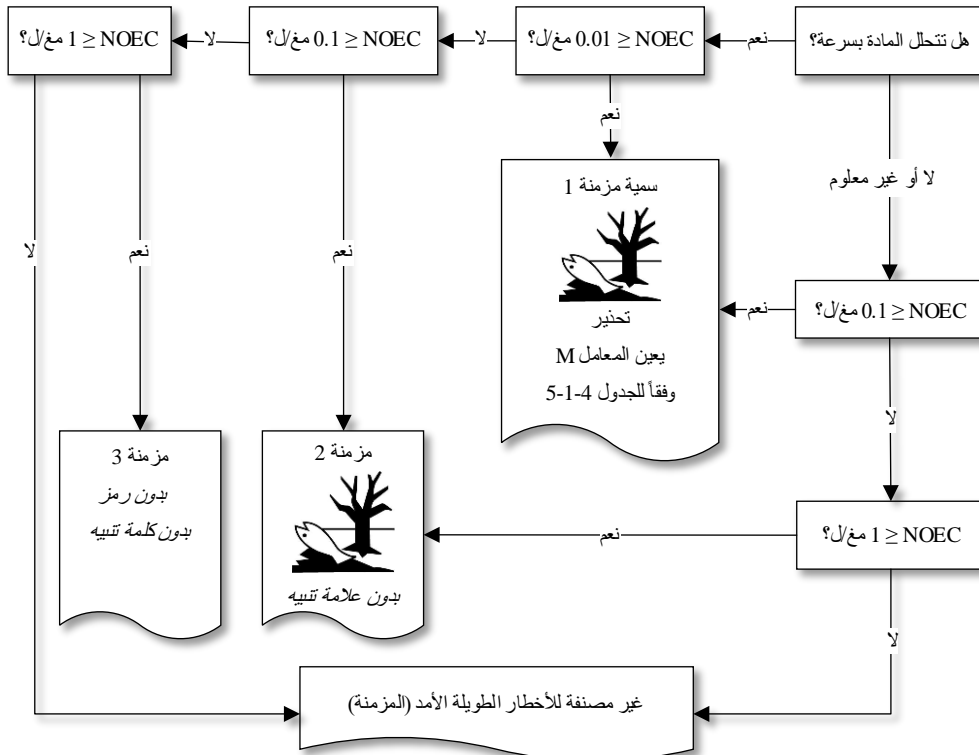 هل تتحلل المادة بسرعة؟
نعم
NOEC ≤ 0.01 مغ/ل؟
لا
NOEC ≤ 0.1 مغ/ل؟
لا
NOEC ≤ 1 مغ/ل؟
لا أو غير معلوم
نعم
سمية مزمنة 1
تحذير
يعين المعامل M
وفقاً للجدول 4-1-5
NOEC ≤ 0.1 مغ/ل؟
نعم
نعم
نعم
لا
لا
مزمنة 2
بدون علامة تنبيه
مزمنة 3
بدون رمز
بدون كلمة تنبيه
NOEC ≤ 1 مغ/ل؟
نعم
لا
غير مصنفة للأخطار الطويلة الأمد (المزمنة)